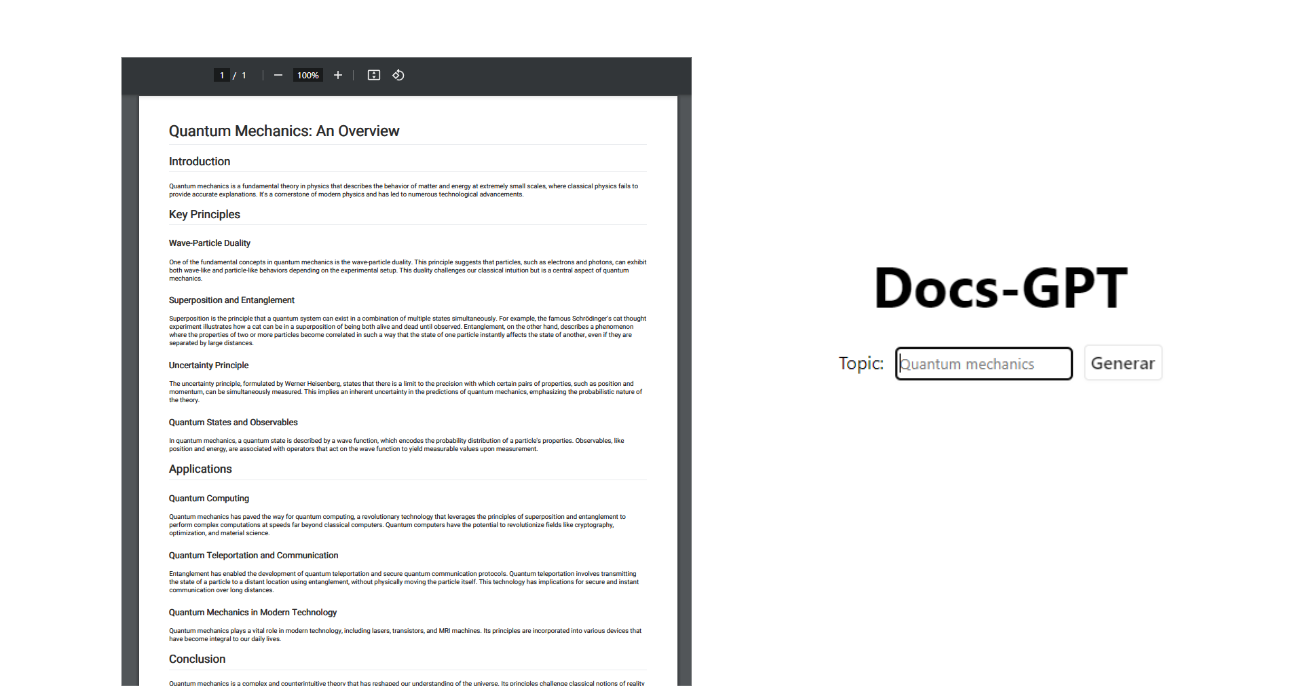 1 / 1 100%
Quantum Mechanics: An Overview
Introduction
Quantum mechanics is a fundamental theory in physics that describes the behavior of matter and energy at extremely small scales, where classical physics fails to
provide accurate explanations. It's a cornerstone of modern physics and has led to numerous technological advancements.
Key Principles
Wave-Particle Duality
One of the fundamental concepts in quantum mechanics is the wave-particle duality. This principle suggests that particles, such as electrons and photons, can exhibit
both wave-like and particle-like behaviors depending on the experimental setup. This duality challenges our classical intuition but is a central aspect of quantum
mechanics.
Superposition and Entanglement
Superposition is the principle that a quantum system can exist in a combination of multiple states simultaneously. For example, the famous Schrödinger's cat thought
experiment illustrates how a cat can be in a superposition of being both alive and dead until observed. Entanglement, on the other hand, describes a phenomenon
where the properties of two or more particles become correlated in such a way that the state of one particle instantly affects the state of another, even if they are
separated by large distances.
Uncertainty Principle
The uncertainty principle, formulated by Werner Heisenberg, states that there is a limit to the precision with which certain pairs of properties, such as position and
momentum, can be simultaneously measured. This implies an inherent uncertainty in the predictions of quantum mechanics, emphasizing the probabilistic nature of
the theory.
Quantum States and Observables
In quantum mechanics, a quantum state is described by a wave function, which encodes the probability distribution of a particle's properties. Observables, like
position and energy, are associated with operators that act on the wave function to yield measurable values upon measurement.
Applications
Quantum Computing
Quantum mechanics has paved the way for quantum computing, a revolutionary technology that leverages the principles of superposition and entanglement to
perform complex computations at speeds far beyond classical computers. Quantum computers have the potential to revolutionize fields like cryptography,
optimization, and material science.
Quantum Teleportation and Communication
Entanglement has enabled the development of quantum teleportation and secure quantum communication protocols. Quantum teleportation involves transmitting
the state of a particle to a distant location using entanglement, without physically moving the particle itself. This technology has implications for secure and instant
communication over long distances.
Quantum Mechanics in Modern Technology
Quantum mechanics plays a vital role in modern technology, including lasers, transistors, and MRI machines. Its principles are incorporated into various devices that
have become integral to our daily lives.
Conclusion
Quantum mechanics is a complex and counterintuitive theory that has reshaped our understanding of the universe. Its principles challenge classical notions of reality
Docs-GPT
Topic: Quantum mechanics Generar